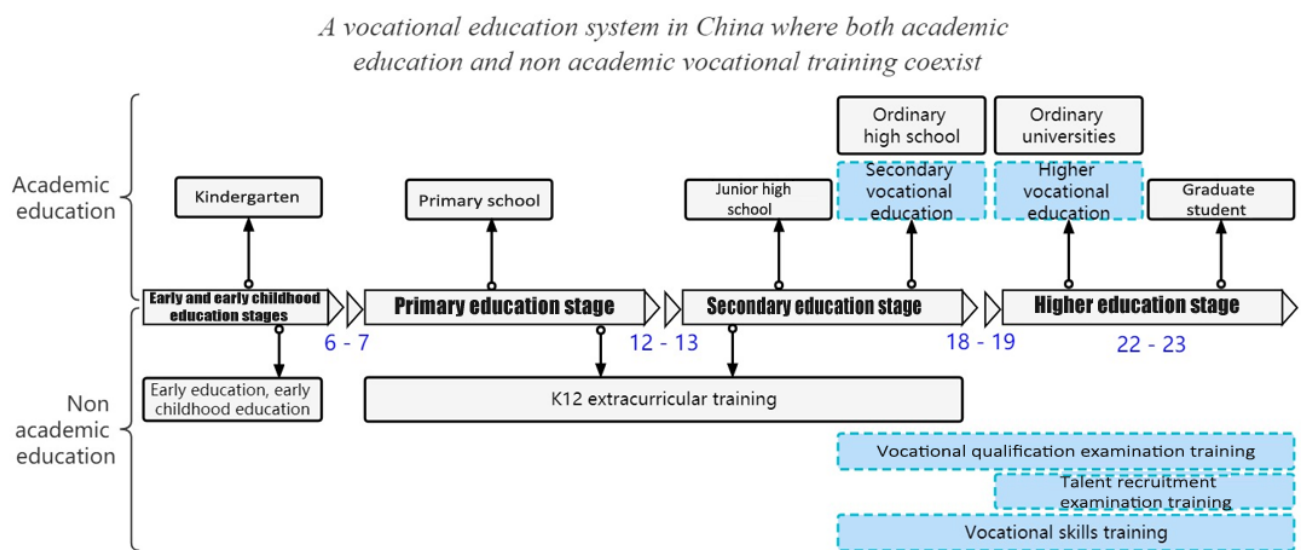 A vocational education system in China where both academic
education and non academic vocational training coexist
Academic
education
Ordinary
high school
Ordinary
universities
Kindergarten
Primary school
Junior high
school
Secondary
vocational
education
Higher
vocational
education
Graduate
student
Early and early childhood
education stages
Primary education stage
Secondary education stage
Higher education stage
6 - 7
12 - 13
18 - 19
22 - 23
Non
academic
education
Early education, early
childhood education
K12 extracurricular training
Vocational qualification examination training
Talent recruitment
examination training
Vocational skills training